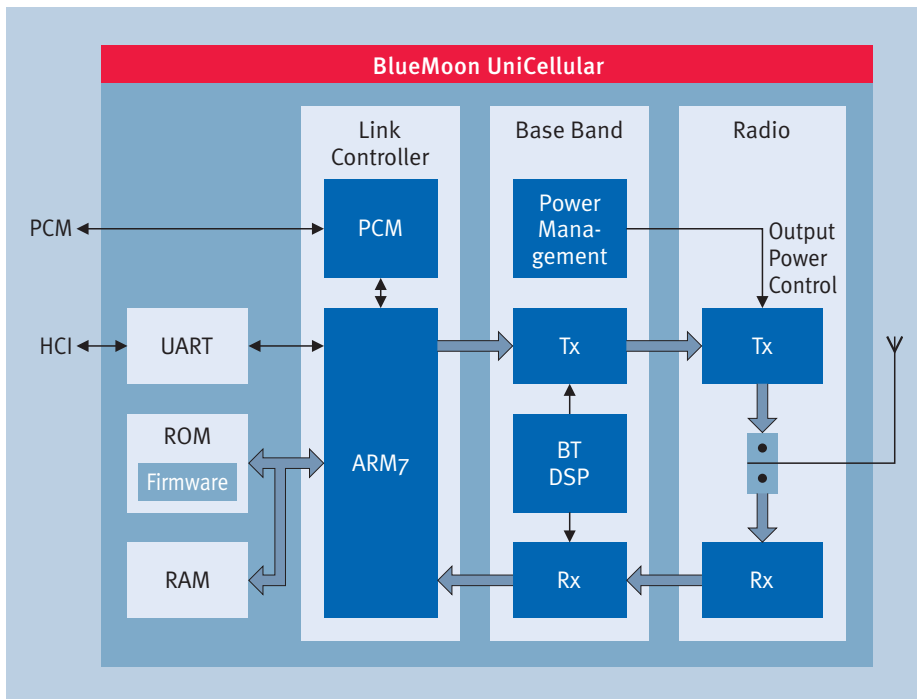 BlueMoon UniCellular
Link
Controller
Base Band
Radio
PCM
PCM
Power
Mana-
gement
Output
Power
Control
HCI
UART
Tx
Tx
ROM
Firmware
ARM7
BT
DSP
RAM
Rx
Rx